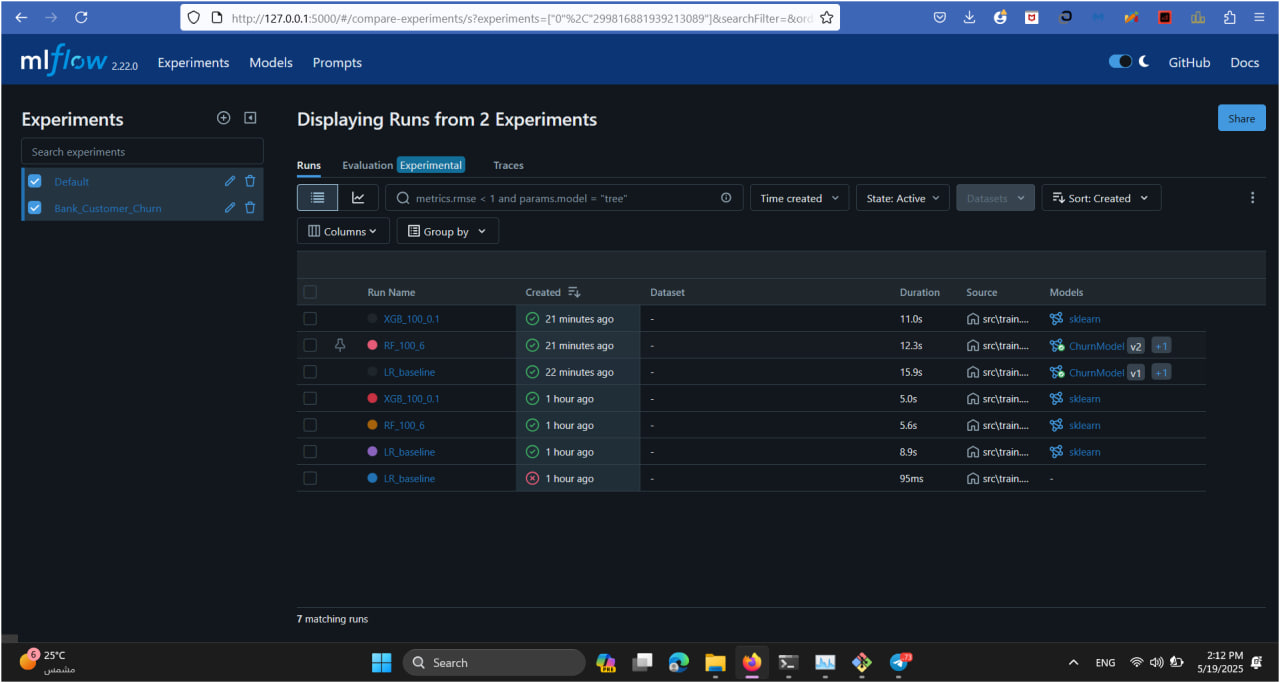 http://127.0.0.1:5000/#/compare-experiments/s?experiments=["0"%2C"299816881939213089"]&searchFilter=&ord
mlflow 2.22.0 Experiments Models Prompts GitHub Docs
Experiments
Search experiments
Default
Bank_Customer_Churn
Displaying Runs from 2 Experiments
Share
Runs Evaluation Experimental Traces
metrics.rmse < 1 and params.model = "tree" Time created State: Active Datasets Sort: Created
Columns Group by
Run Name Created Dataset Duration Source Models
XGB_100_0.1 21 minutes ago - 11.0s src\train.... sklearn
RF_100_6 21 minutes ago - 12.3s src\train.... ChurnModel v2 +1
LR_baseline 22 minutes ago - 15.9s src\train.... ChurnModel v1 +1
XGB_100_0.1 1 hour ago - 5.0s src\train.... sklearn
RF_100_6 1 hour ago - 5.6s src\train.... sklearn
LR_baseline 1 hour ago - 8.9s src\train.... sklearn
LR_baseline 1 hour ago - 95ms src\train.... -
7 matching runs
6 25°C
مشمس
Search
PRE
73
ENG
2:12 PM
5/19/2025